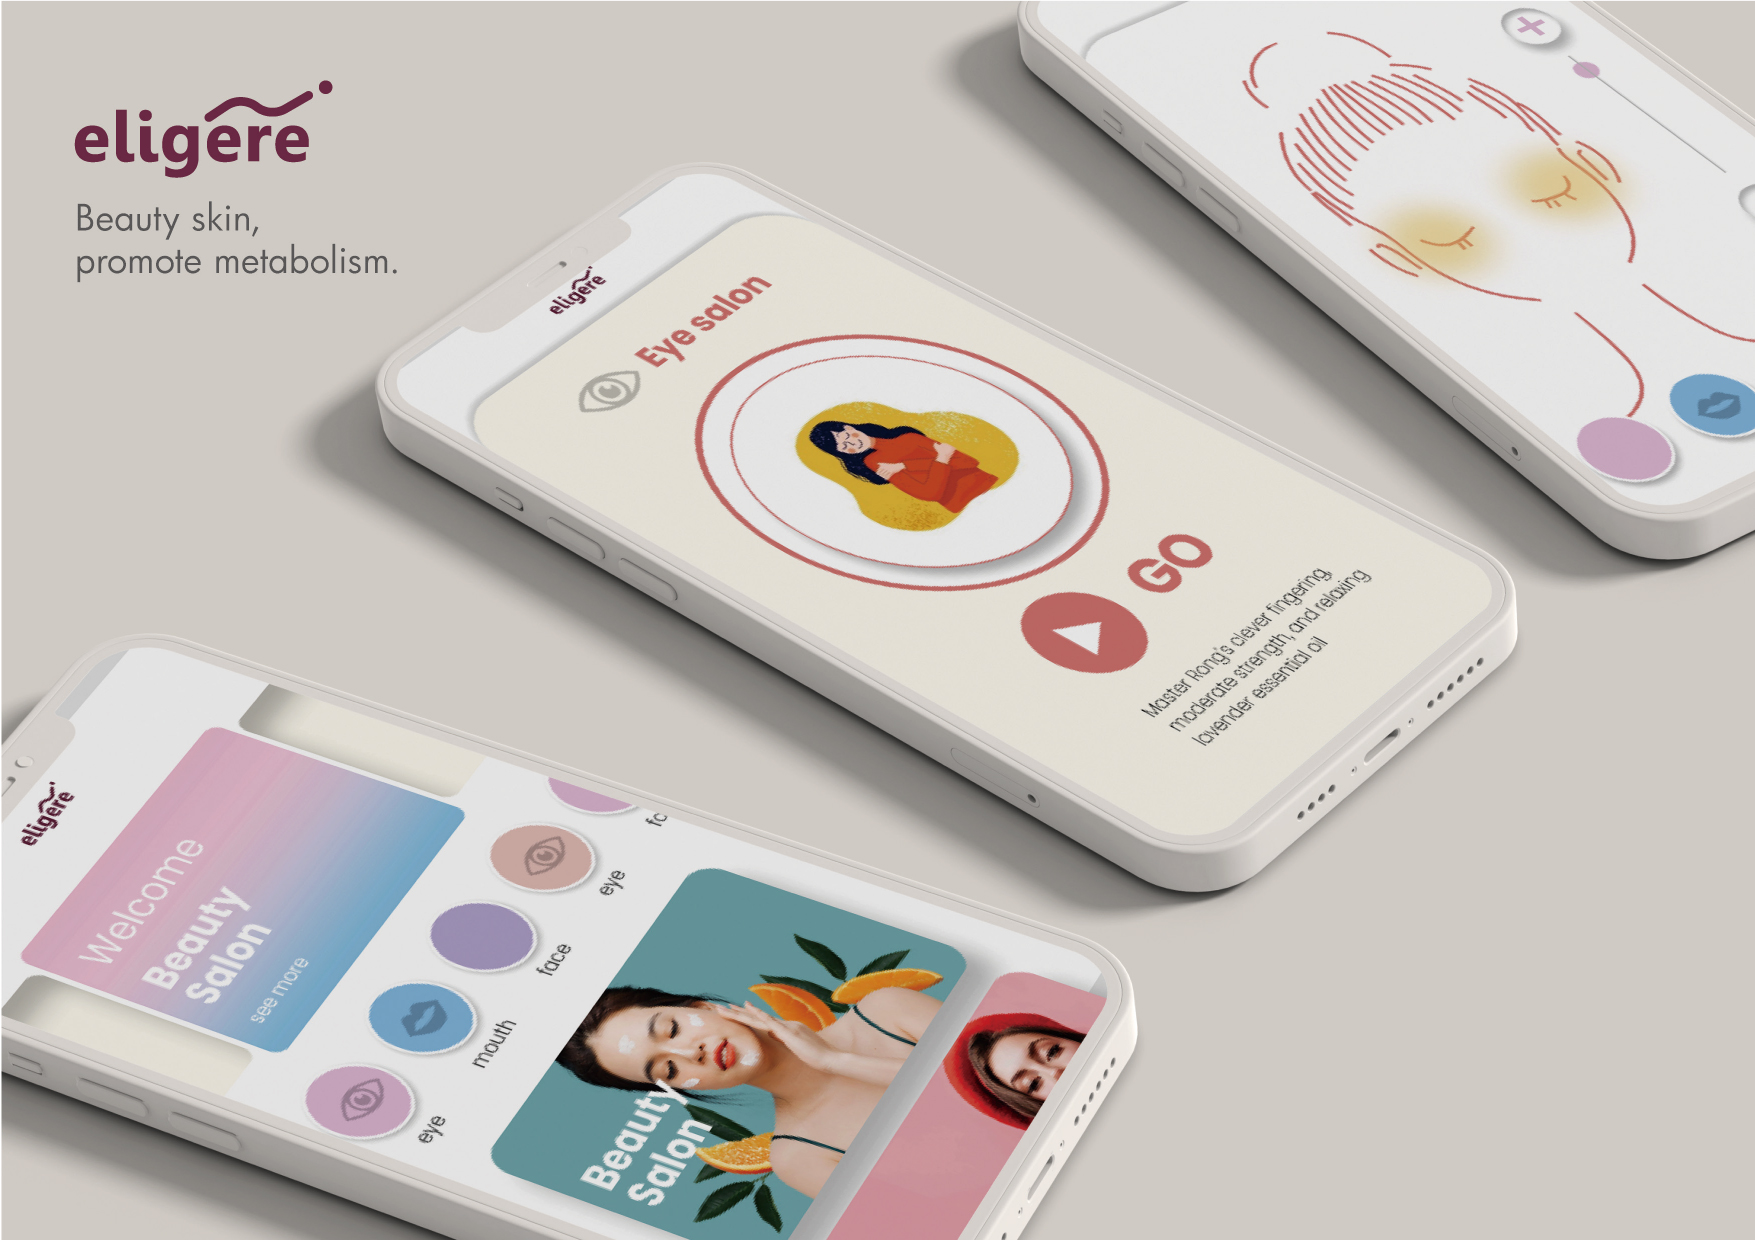 eligere
Beauty skin,
promote metabolism.
eligere
Eye salon
GO
Master Rong's clever fingering,
moderate strength, and relaxing
lavender essential oil
eligere
Welcome
Beauty
Salon
see more
eye
face
mouth
eye
Beauty
Salon